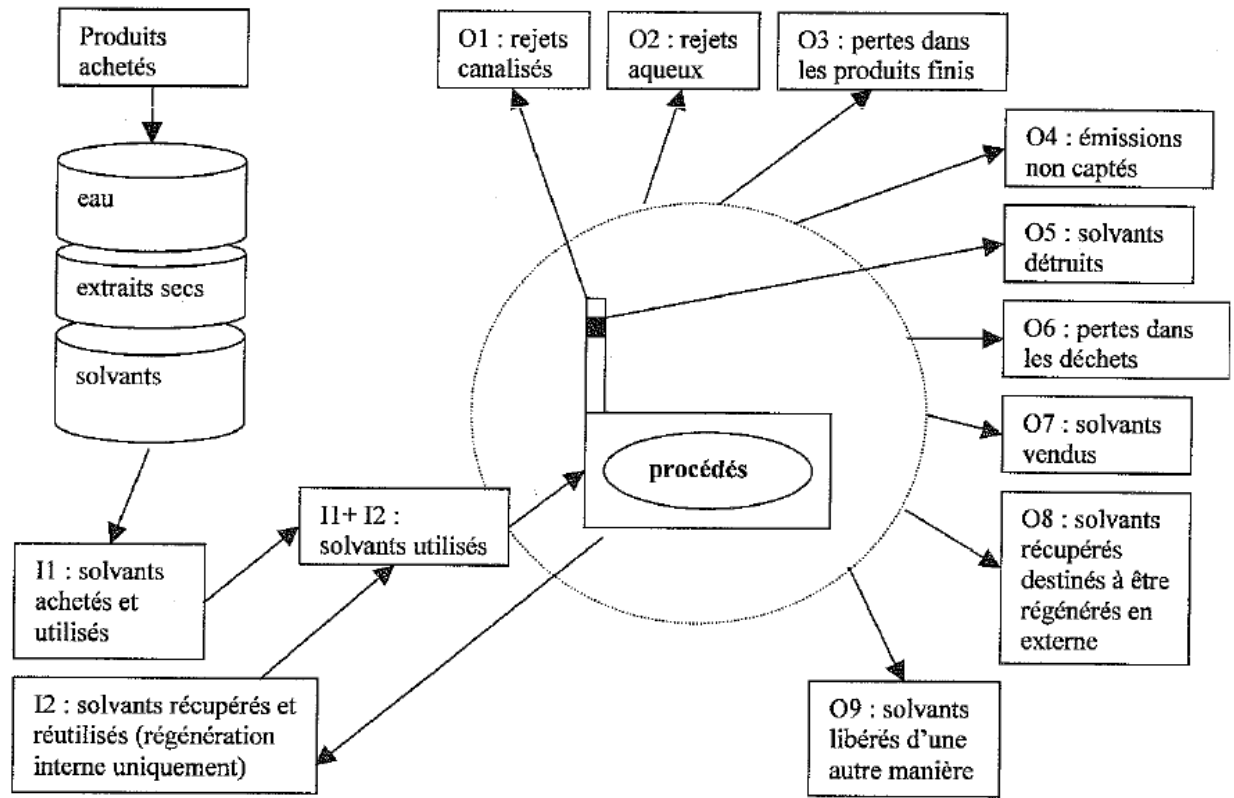 Produits
achetés
eau
extraits secs
solvants
I1 : solvants
achetés et
utilisés
I2 : solvants récupérés et
réutilisés (régénération
interne uniquement)
I1+ I2 :
solvants utilisés
procédés
O1 : rejets
canalisés
O2 : rejets
aqueux
O3 : pertes dans
les produits finis
O4 : émissions
non captés
O5 : solvants
détruits
O6 : pertes dans
les déchets
O7 : solvants
vendus
O8 : solvants
récupérés
destinés à être
régénérés en
externe
O9 : solvants
libérés d'une
autre manière